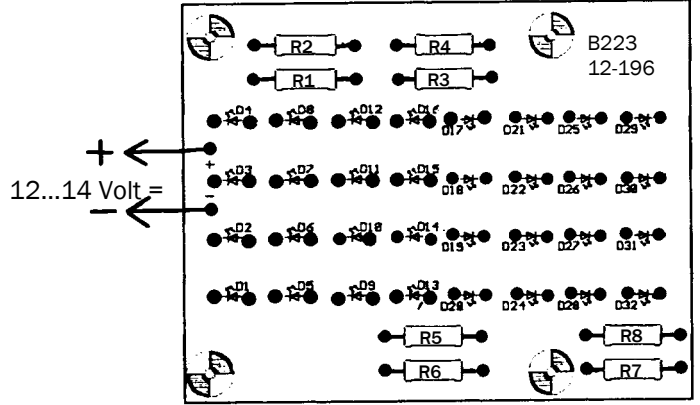 R2 R4 B223
R1 R3 12-196
D4 D8 D12 D16
D17 D21 D25 D29
+
+
D3 D7 D11 D15
12...14 Volt =
D18 D22 D26 D30
−
−
D2 D6 D10 D14
D19 D23 D27 D31
D1 D5 D9 D13
D20 D24 D28 D32
R5 R8
R6 R7